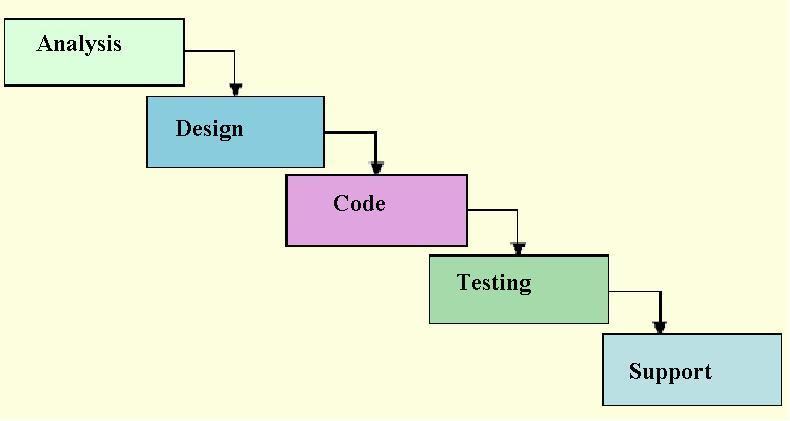 Analysis
Design
Code
Testing
Support